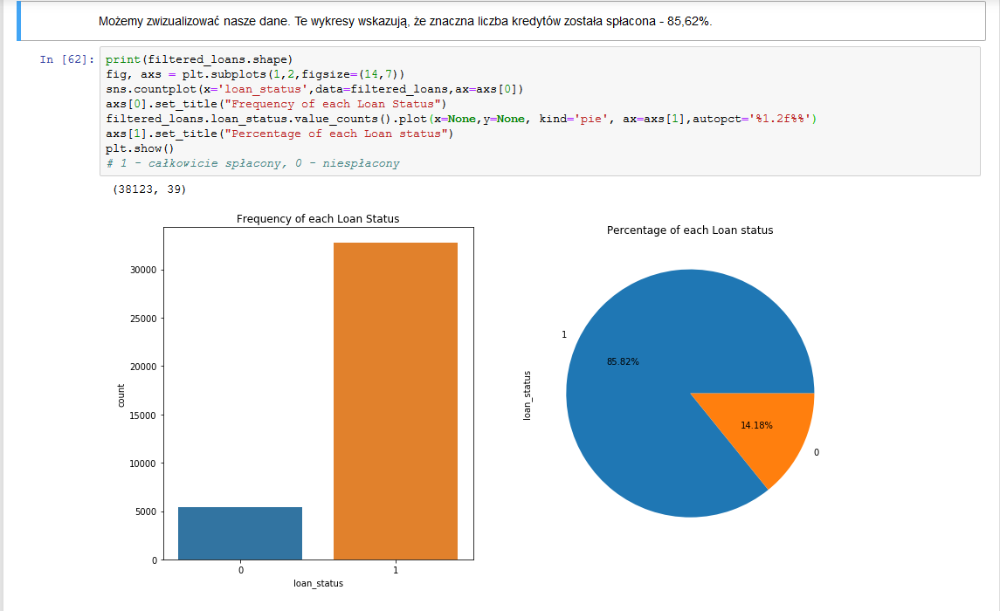 Możemy zwizualizować nasze dane. Te wykresy wskazują, że znaczna liczba kredytów została spłacona - 85,62%.
In [62]: print(filtered_loans.shape)
fig, axs = plt.subplots(1,2,figsize=(14,7))
sns.countplot(x='loan_status',data=filtered_loans,ax=axs[0])
axs[0].set_title("Frequency of each Loan Status")
filtered_loans.loan_status.value_counts().plot(x=None,y=None, kind='pie', ax=axs[1],autopct='%1.2f%%')
axs[1].set_title("Percentage of each Loan status")
plt.show()
# 1 - całkowicie spłacony, 0 - niespłacony
(38123, 39)
Frequency of each Loan Status
30000
25000
20000
15000
10000
5000
0
count
0 1
loan_status
Percentage of each Loan status
1
85.82%
loan_status
14.18%
0